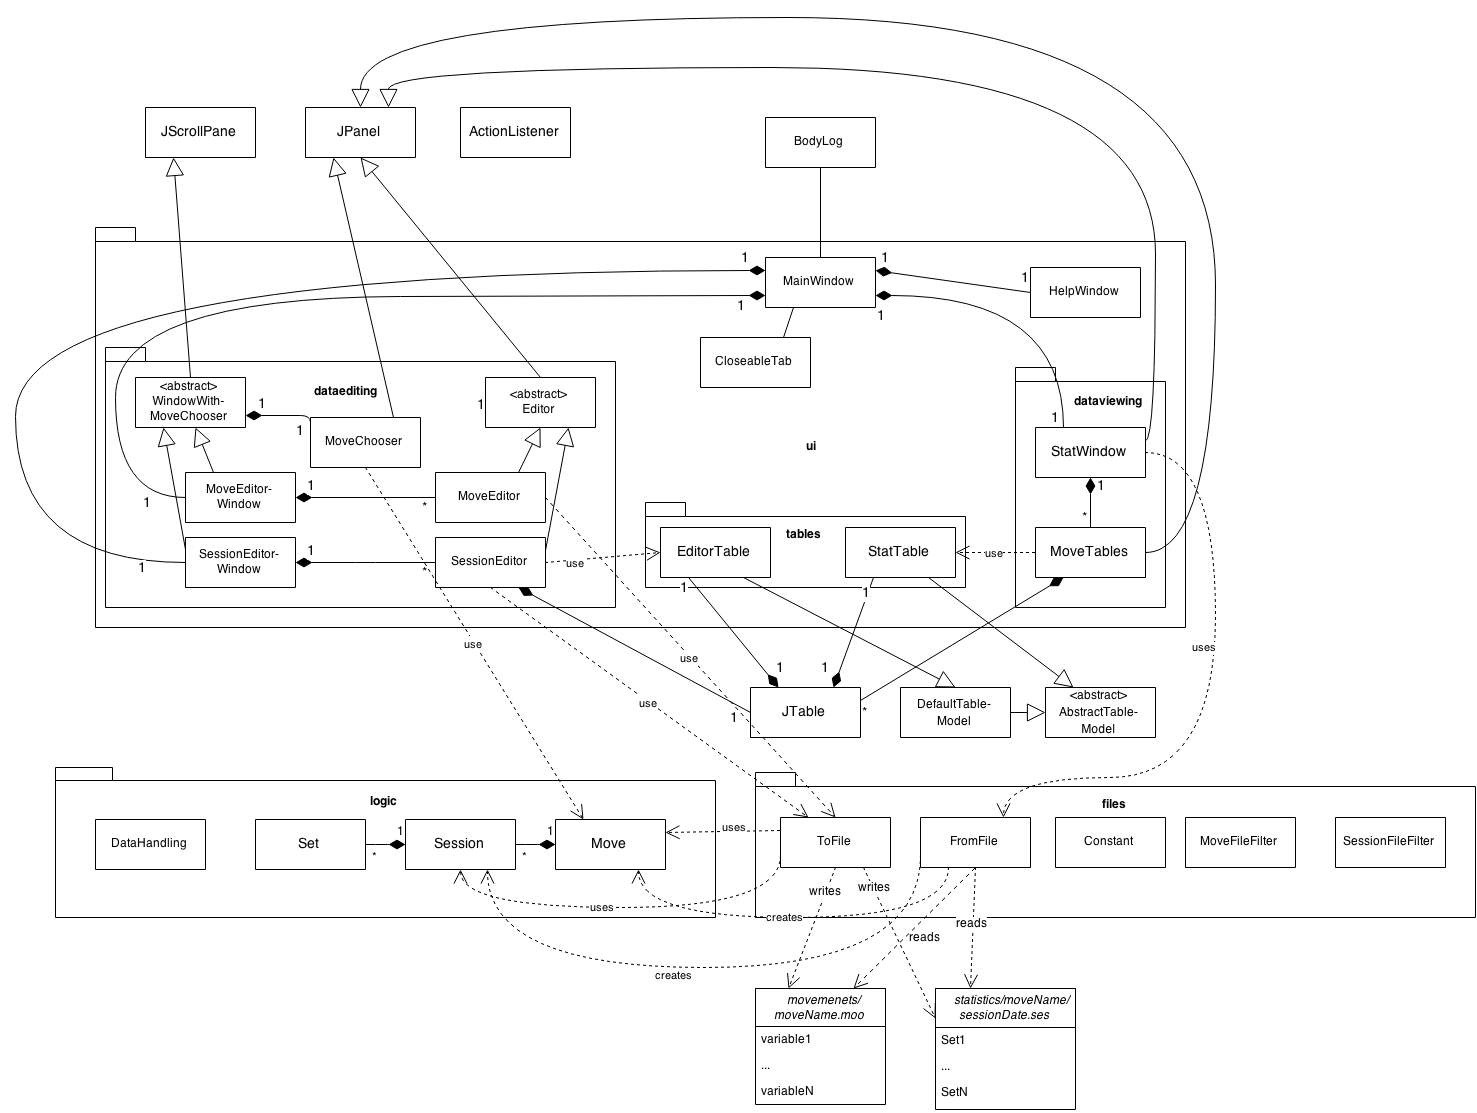 JScrollPane
JPanel
ActionListener
BodyLog
1
1
MainWindow
1
HelpWindow
1
1
CloseableTab
<abstract>
WindowWith-
MoveChooser
1
dataediting
1
MoveChooser
1
<abstract>
Editor
dataviewing
1
StatWindow
1
*
ui
MoveEditor-
Window
1
1
*
MoveEditor
SessionEditor-
Window
1
1
*
SessionEditor
use
tables
EditorTable
StatTable
use
MoveTables
1
1
use
use
uses
1
1
use
1
JTable
*
DefaultTable-
Model
<abstract>
AbstractTable-
Model
logic
files
DataHandling
Set
1
*
Session
1
*
Move
uses
ToFile
FromFile
Constant
MoveFileFilter
SessionFileFilter
writes
writes
uses
creates
reads
reads
creates
movemenets/
moveName.moo
variable1
...
variableN
statistics/moveName/
sessionDate.ses
Set1
...
SetN